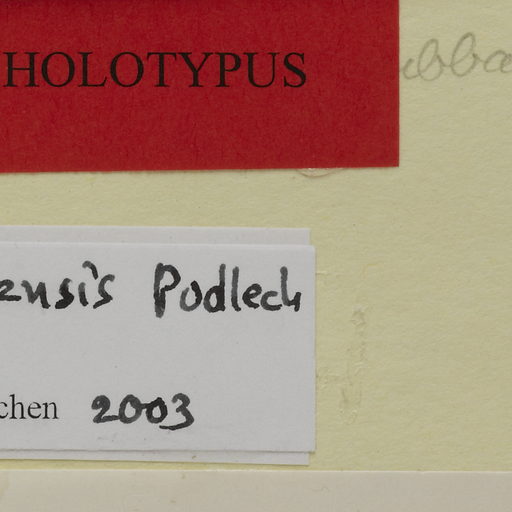 HOLOTYPUS
ensis Podlech
chen 2003